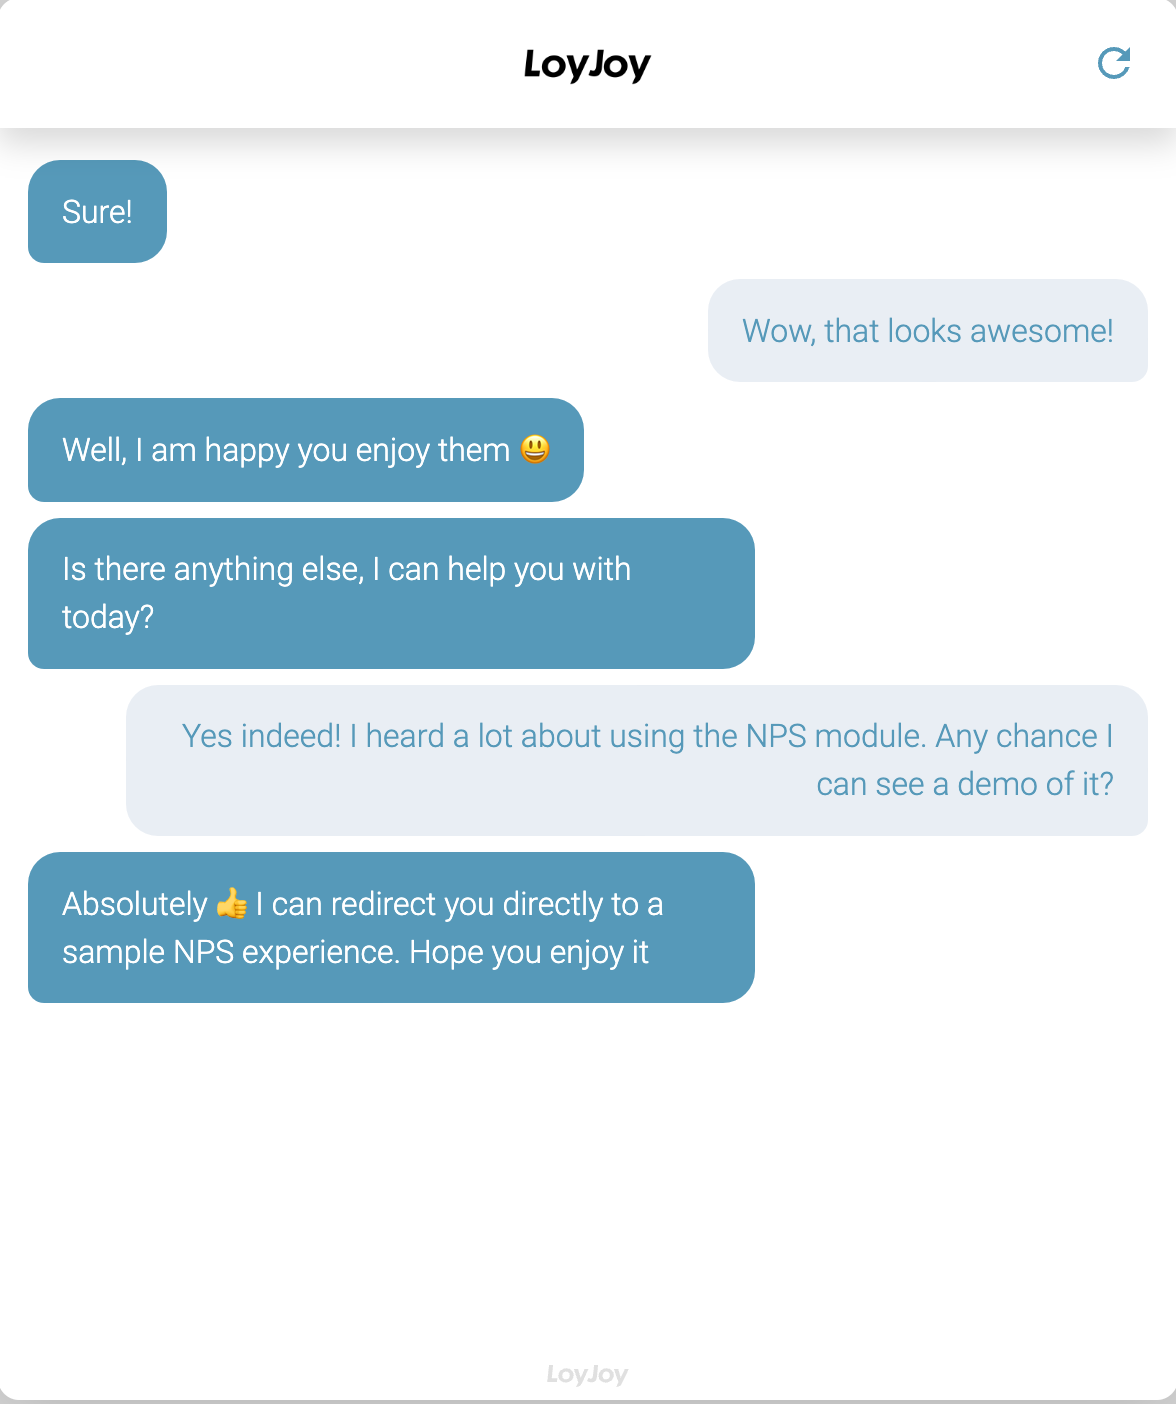 LoyJoy
Sure!
Wow, that looks awesome!
Well, I am happy you enjoy them 😃
Is there anything else, I can help you with
today?
Yes indeed! I heard a lot about using the NPS module. Any chance I
can see a demo of it?
Absolutely 👍 I can redirect you directly to a
sample NPS experience. Hope you enjoy it
LoyJoy